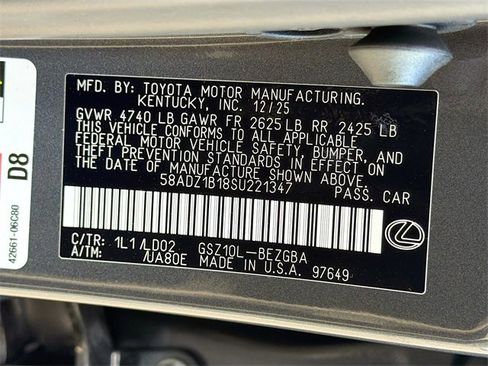 MFD. BY: TOYOTA MOTOR MANUFACTURING,
KENTUCKY, INC. 12/25
GVWR 4740 LB GAWR FR 2625 LB RR 2425 LB
THIS VEHICLE CONFORMS TO ALL APPLICABLE
FEDERAL MOTOR VEHICLE SAFETY, BUMPER, AND
THEFT PREVENTION STANDARDS IN EFFECT
ON THE DATE OF MANUFACTURE SHOWN ABOVE.
58ADZ1B18SU221347 PASS. CAR
C/TR: 1L1 /LD02 GSZ10L-BEZGBA
A/TM: /UA80E MADE IN U.S.A. 97649
D8
42661-06C80